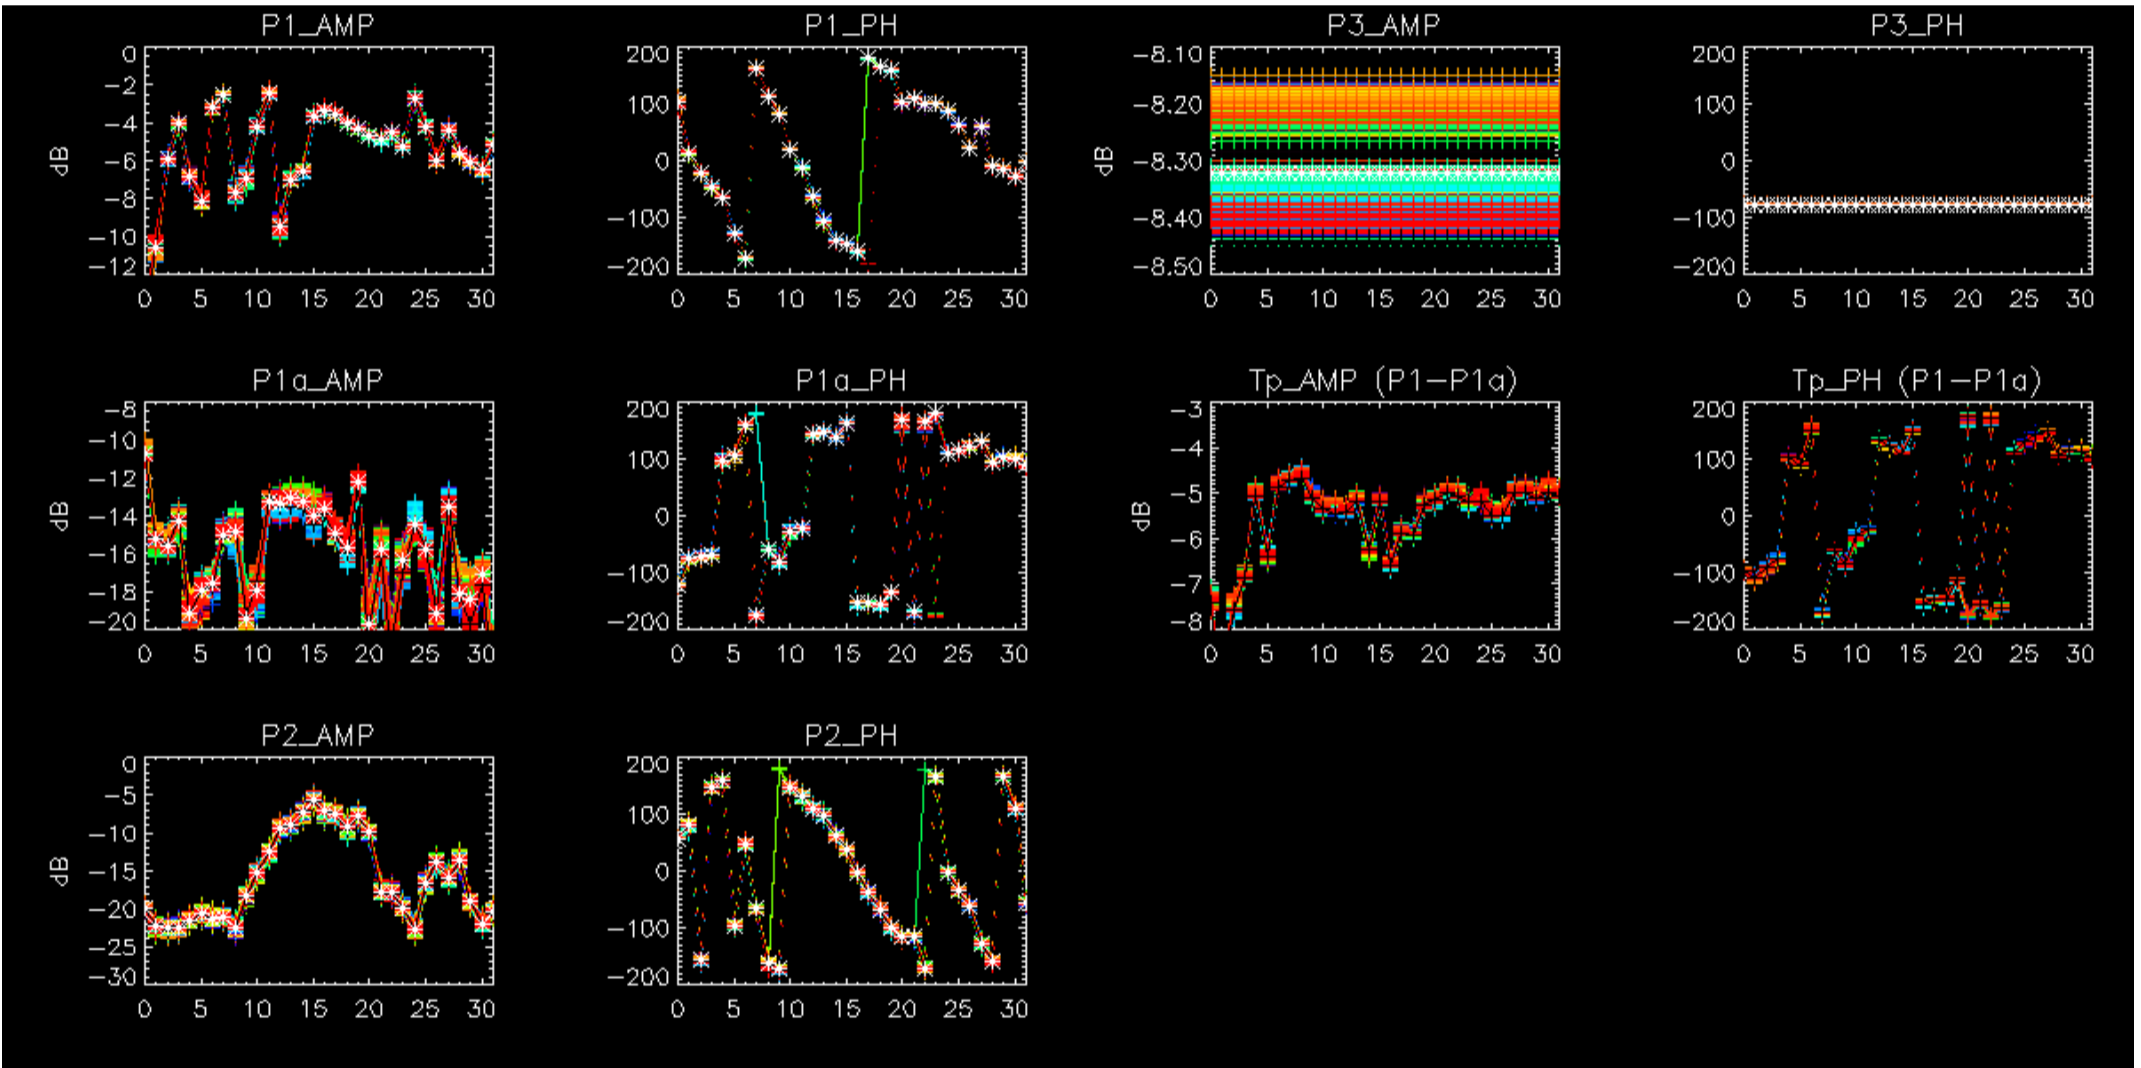 P1_AMP
dB
0
-2
-4
-6
-8
-10
-12
0 5 10 15 20 25 30
P1_PH
200
100
0
-100
-200
0 5 10 15 20 25 30
P3_AMP
dB
-8.10
-8.20
-8.30
-8.40
-8.50
0 5 10 15 20 25 30
P3_PH
200
100
0
-100
-200
0 5 10 15 20 25 30
P1a_AMP
dB
-8
-10
-12
-14
-16
-18
-20
0 5 10 15 20 25 30
P1a_PH
200
100
0
-100
-200
0 5 10 15 20 25 30
Tp_AMP (P1-P1a)
dB
-3
-4
-5
-6
-7
-8
0 5 10 15 20 25 30
Tp_PH (P1-P1a)
200
100
0
-100
-200
0 5 10 15 20 25 30
P2_AMP
dB
0
-5
-10
-15
-20
-25
-30
0 5 10 15 20 25 30
P2_PH
200
100
0
-100
-200
0 5 10 15 20 25 30